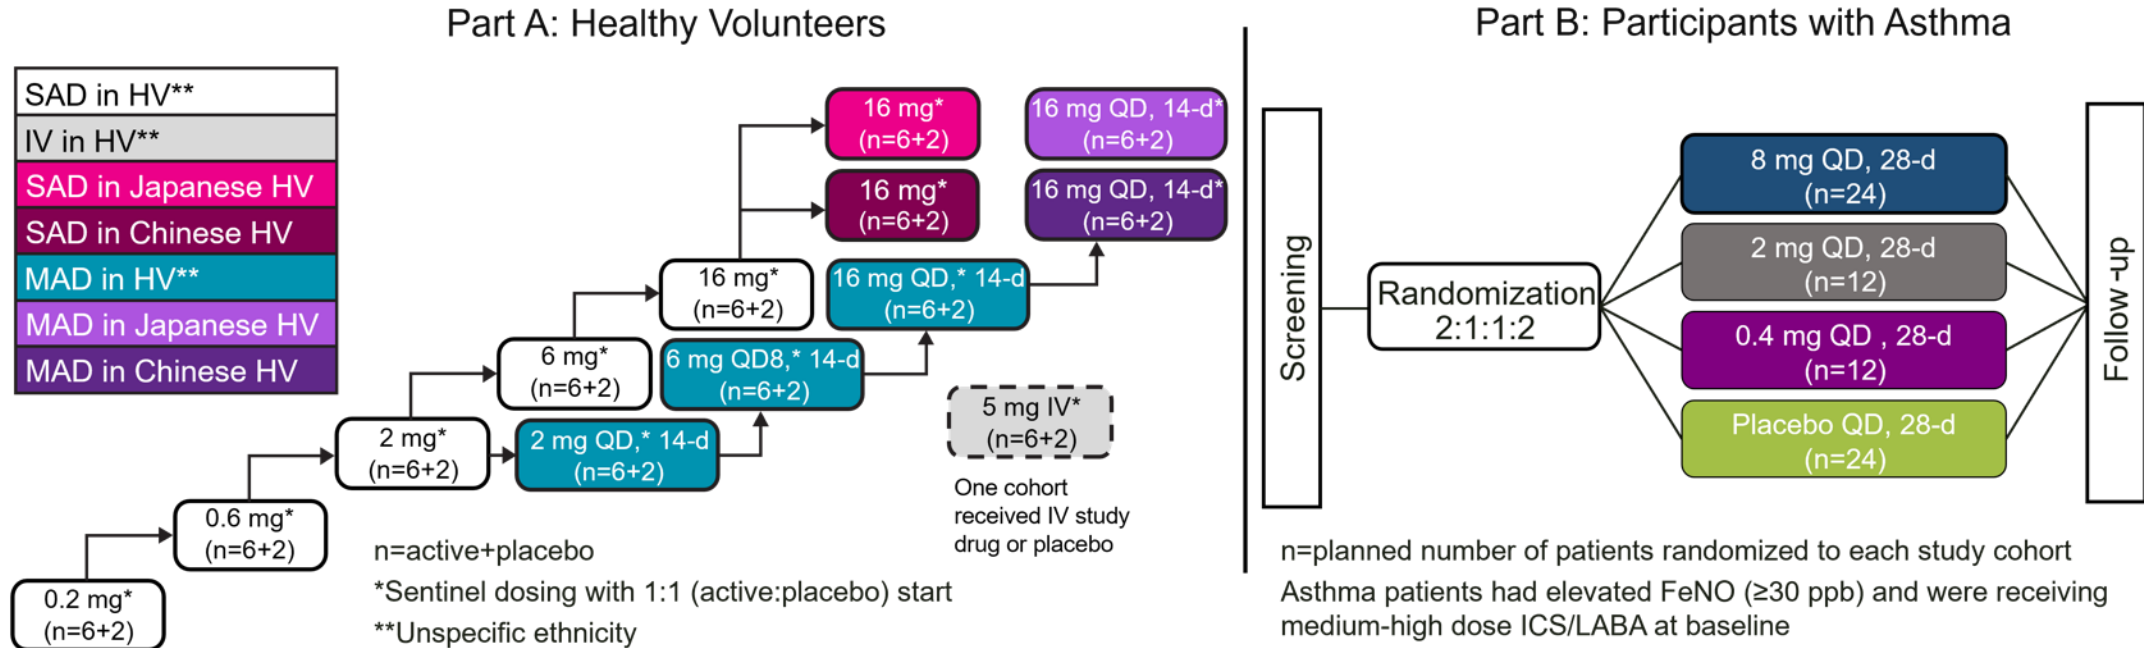 Part A: Healthy Volunteers
SAD in HV**
IV in HV**
SAD in Japanese HV
SAD in Chinese HV
MAD in HV**
MAD in Japanese HV
MAD in Chinese HV
0.2 mg*
(n=6+2)
0.6 mg*
(n=6+2)
2 mg*
(n=6+2)
6 mg*
(n=6+2)
16 mg*
(n=6+2)
16 mg*
(n=6+2)
16 mg*
(n=6+2)
2 mg QD,* 14-d
(n=6+2)
6 mg QD8,* 14-d
(n=6+2)
16 mg QD,* 14-d
(n=6+2)
16 mg QD, 14-d*
(n=6+2)
16 mg QD, 14-d*
(n=6+2)
5 mg IV*
(n=6+2)
One cohort
received IV study
drug or placebo
n=active+placebo
*Sentinel dosing with 1:1 (active:placebo) start
**Unspecific ethnicity
Part B: Participants with Asthma
Screening
Randomization
2:1:1:2
8 mg QD, 28-d
(n=24)
2 mg QD, 28-d
(n=12)
0.4 mg QD , 28-d
(n=12)
Placebo QD, 28-d
(n=24)
Follow -up
n=planned number of patients randomized to each study cohort
Asthma patients had elevated FeNO (≥30 ppb) and were receiving
medium-high dose ICS/LABA at baseline